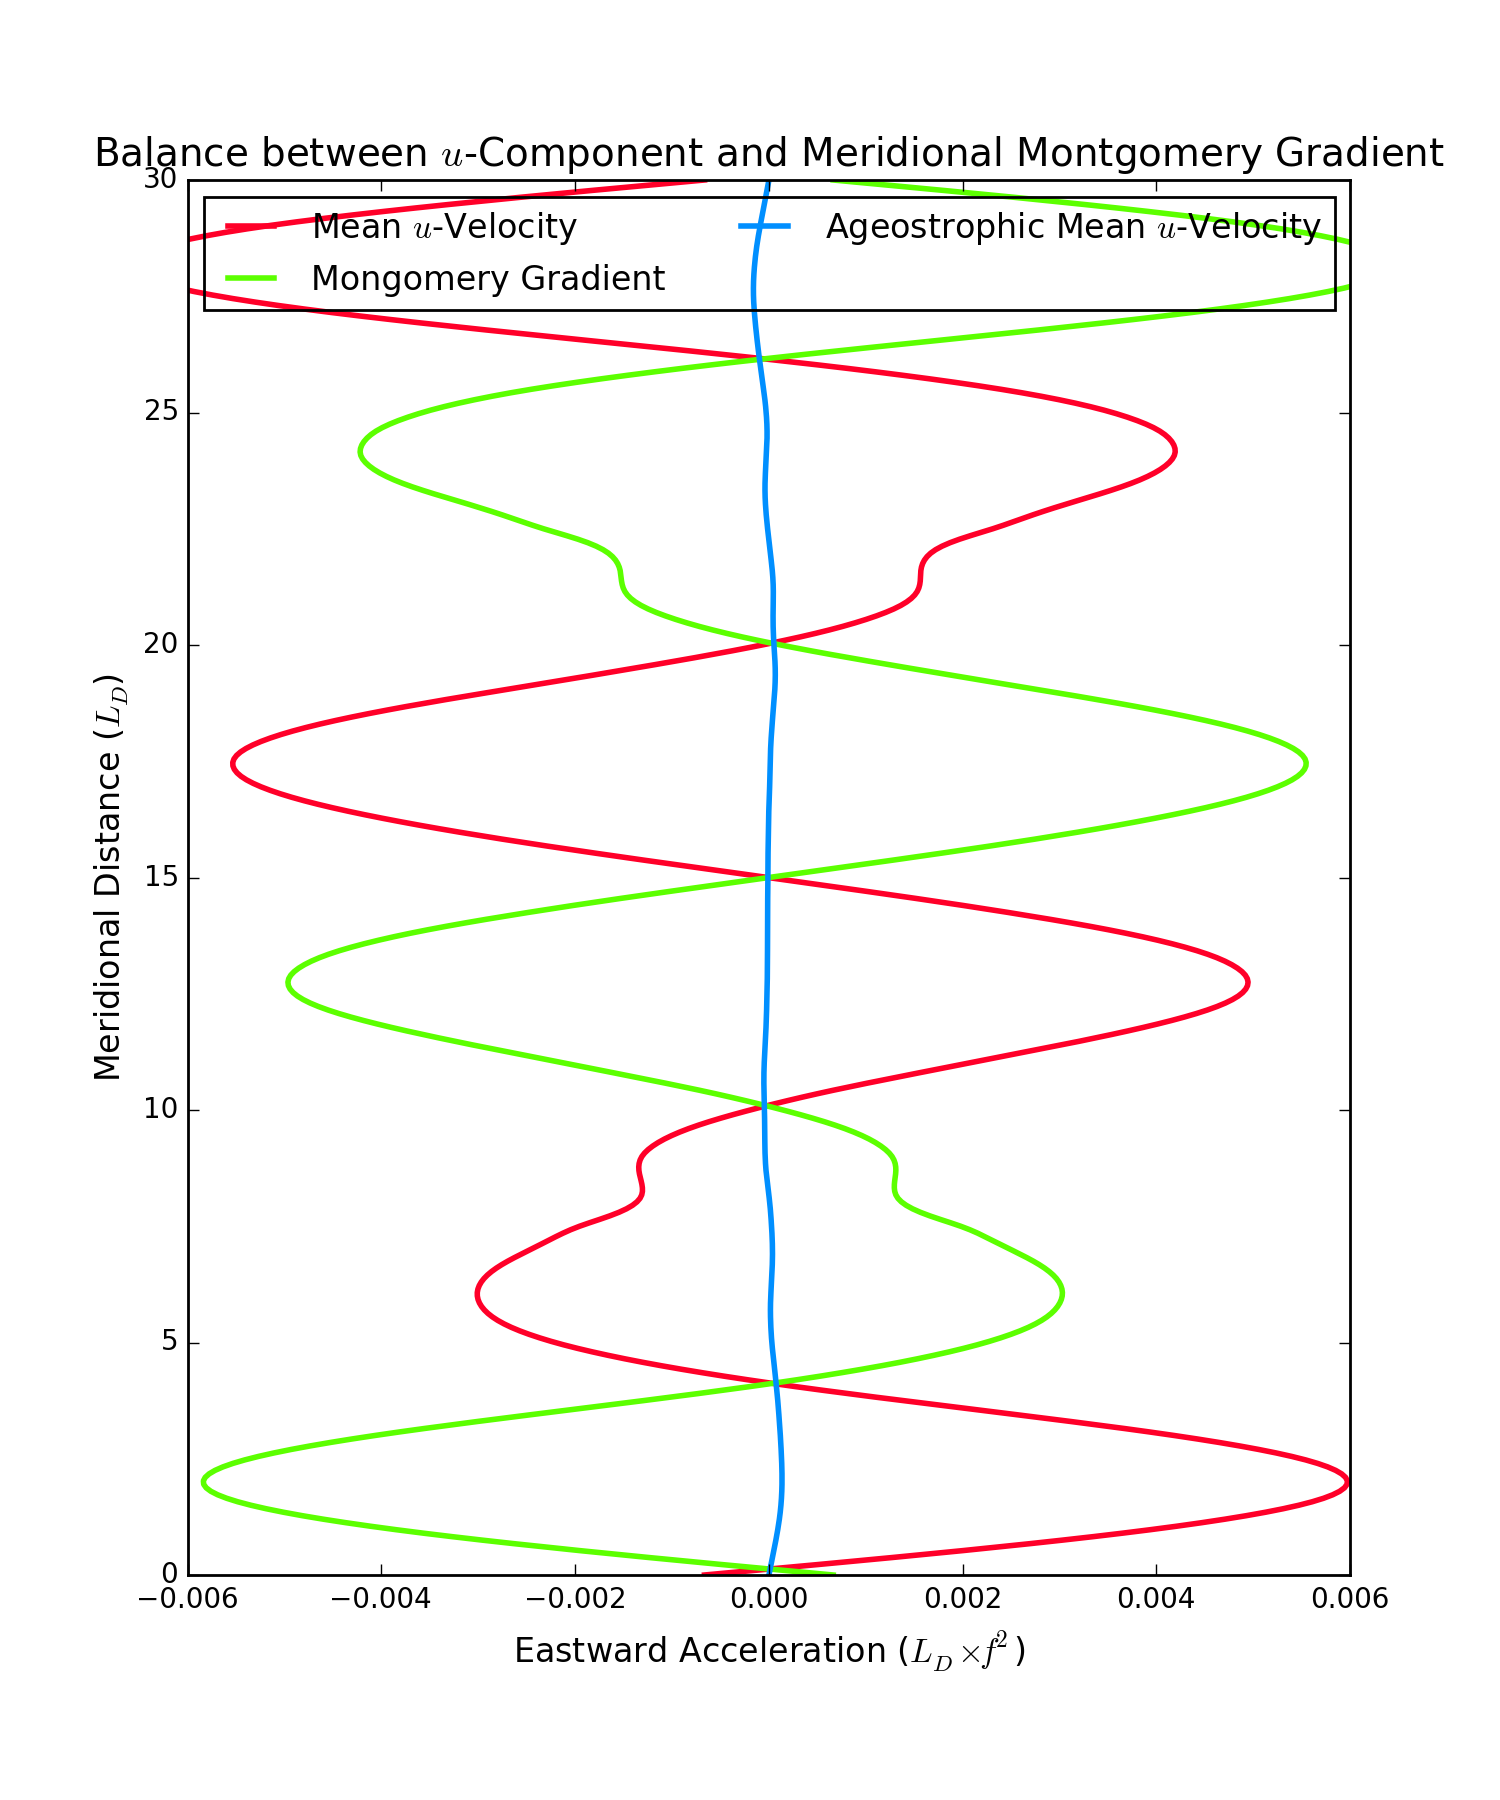 Balance between u-Component and Meridional Montgomery Gradient
Mean u-Velocity
Mongomery Gradient
Ageostrophic Mean u-Velocity
Meridional Distance (L_D)
30
25
20
15
10
5
0
−0.006 −0.004 −0.002 0.000 0.002 0.004 0.006
Eastward Acceleration (L_D × f²)